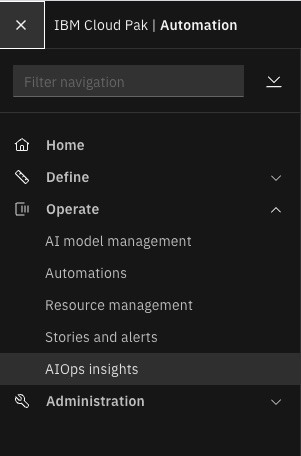 IBM Cloud Pak | Automation
Filter navigation
Home
Define
Operate
AI model management
Automations
Resource management
Stories and alerts
AIOps insights
Administration